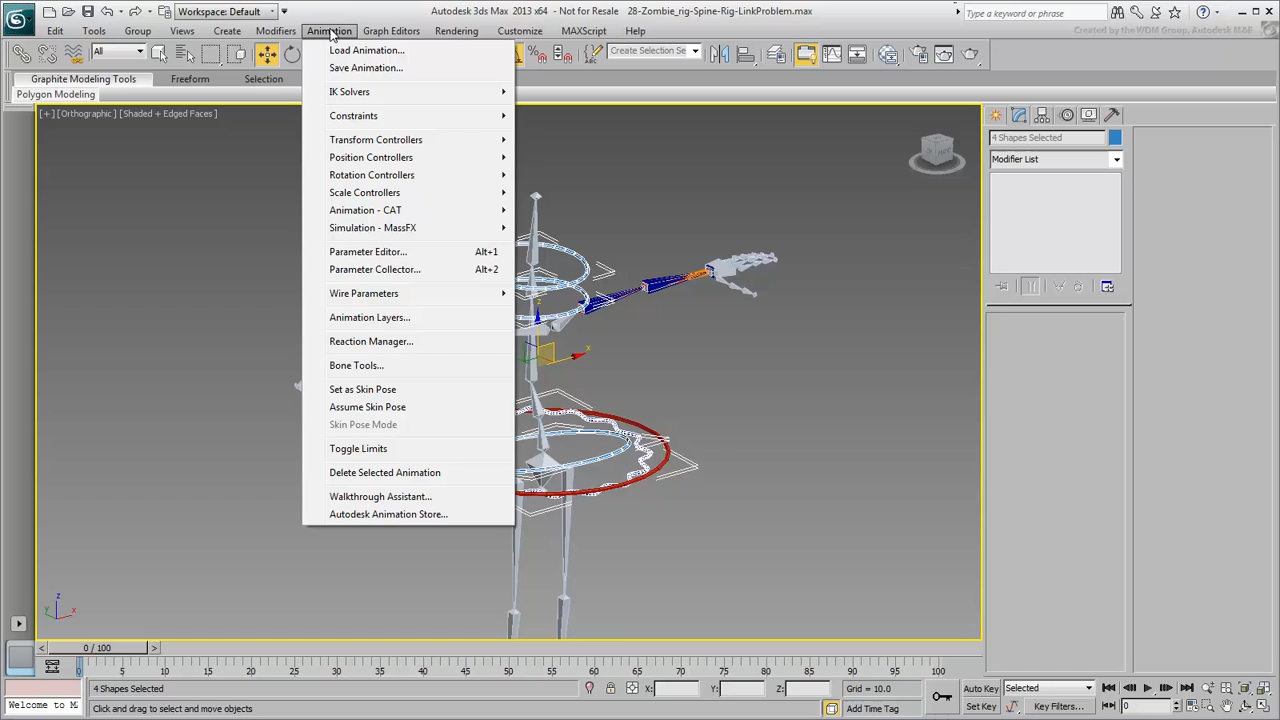 Workspace: Default
Autodesk 3ds Max 2013 x64 - Not for Resale 28-Zombie_rig-Spine-Rig-LinkProblem.max
Type a keyword or phrase
Edit Tools Group Views Create Modifiers Animation Graph Editors Rendering Customize MAXScript Help
Created by the WDM Group, Autodesk M&E
All
Create Selection Se
Graphite Modeling Tools Freeform Selection
Polygon Modeling
[+] [Orthographic] [Shaded + Edged Faces]
Load Animation...
Save Animation...
IK Solvers
Constraints
Transform Controllers
Position Controllers
Rotation Controllers
Scale Controllers
Animation - CAT
Simulation - MassFX
Parameter Editor... Alt+1
Parameter Collector... Alt+2
Wire Parameters
Animation Layers...
Reaction Manager...
Bone Tools...
Set as Skin Pose
Assume Skin Pose
Skin Pose Mode
Toggle Limits
Delete Selected Animation
Walkthrough Assistant...
Autodesk Animation Store...
4 Shapes Selected
Modifier List
z
x
z
y
x
0 / 100
0 5 10 15 20 25 30 35 40 45 50 55 60 65 70 75 80 85 90 95 100
4 Shapes Selected X: Y: Z: Grid = 10.0 Auto Key Selected
Welcome to M Click and drag to select and move objects Add Time Tag Set Key Key Filters... 0